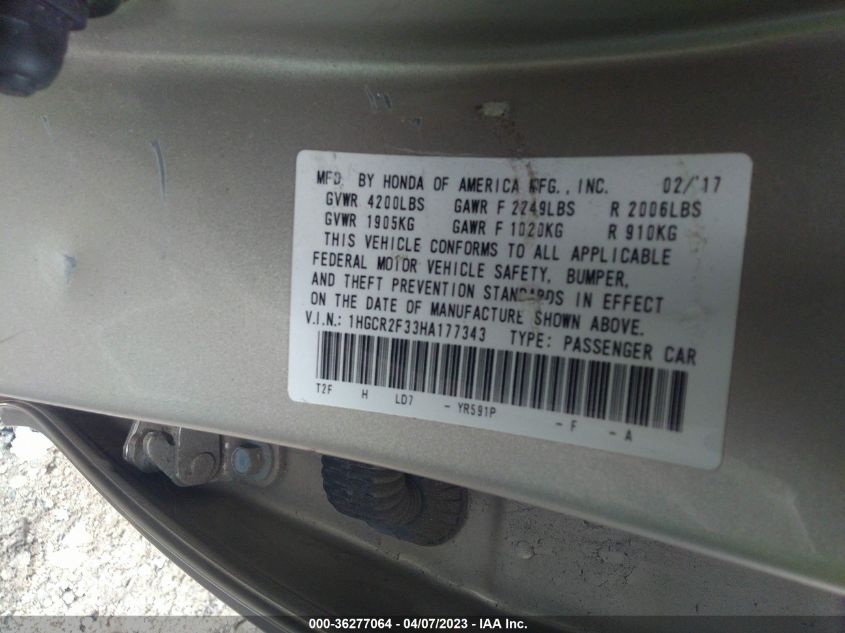 MFD. BY HONDA OF AMERICA MFG., INC. 02/'17
GVWR 4200LBS GAWR F 2249LBS R 2006LBS
GVWR 1905KG GAWR F 1020KG R 910KG
THIS VEHICLE CONFORMS TO ALL APPLICABLE
FEDERAL MOTOR VEHICLE SAFETY, BUMPER,
AND THEFT PREVENTION STANDARDS IN EFFECT
ON THE DATE OF MANUFACTURE SHOWN ABOVE.
V.I.N.: 1HGCR2F33HA177343 TYPE: PASSENGER CAR
T2F H LD7 - YR591P - F - A
000-36277064 - 04/07/2023 - IAA Inc.